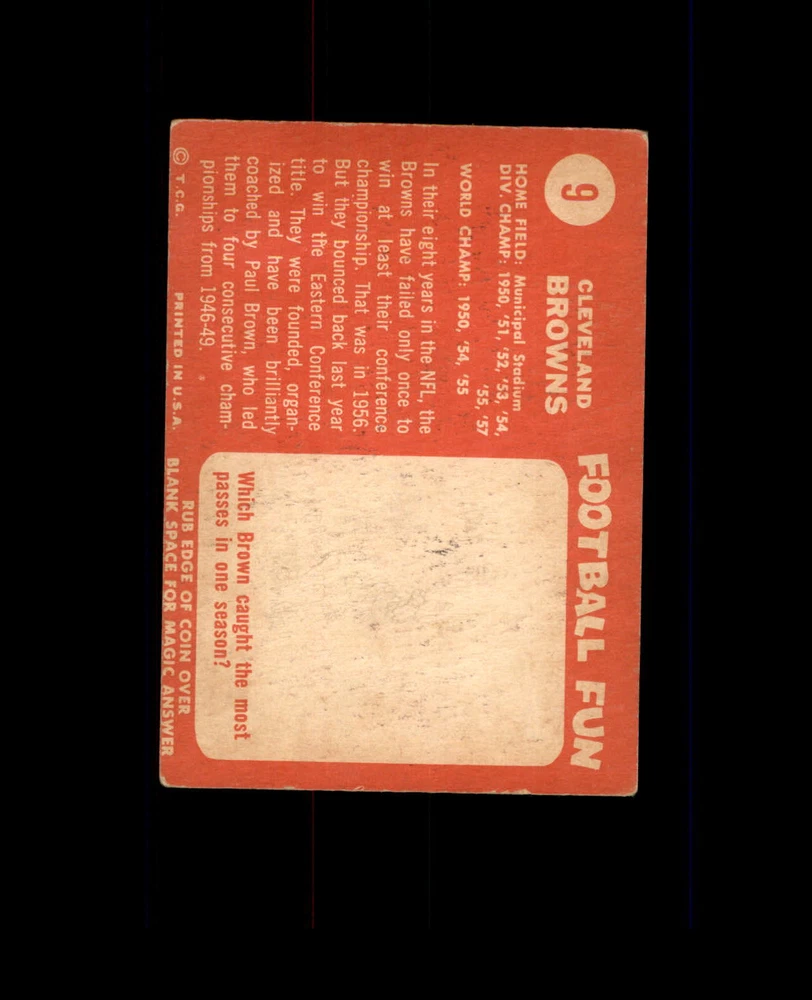 9
CLEVELAND
BROWNS
HOME FIELD: Municipal Stadium
DIV. CHAMP: 1950, '51, '52, '53, '54,
'55, '57
WORLD CHAMP: 1950, '54, '55
In their eight years in the NFL, the
Browns have failed only once to
win at least their conference
championship. That was in 1956.
But they bounced back last year
to win the Eastern Conference
title. They were founded, organ-
ized and have been brilliantly
coached by Paul Brown, who led
them to four consecutive cham-
pionships from 1946-49.
© T.C.G. PRINTED IN U.S.A.
FOOTBALL FUN
Which Brown caught the most
passes in one season?
RUB EDGE OF COIN OVER
BLANK SPACE FOR MAGIC ANSWER